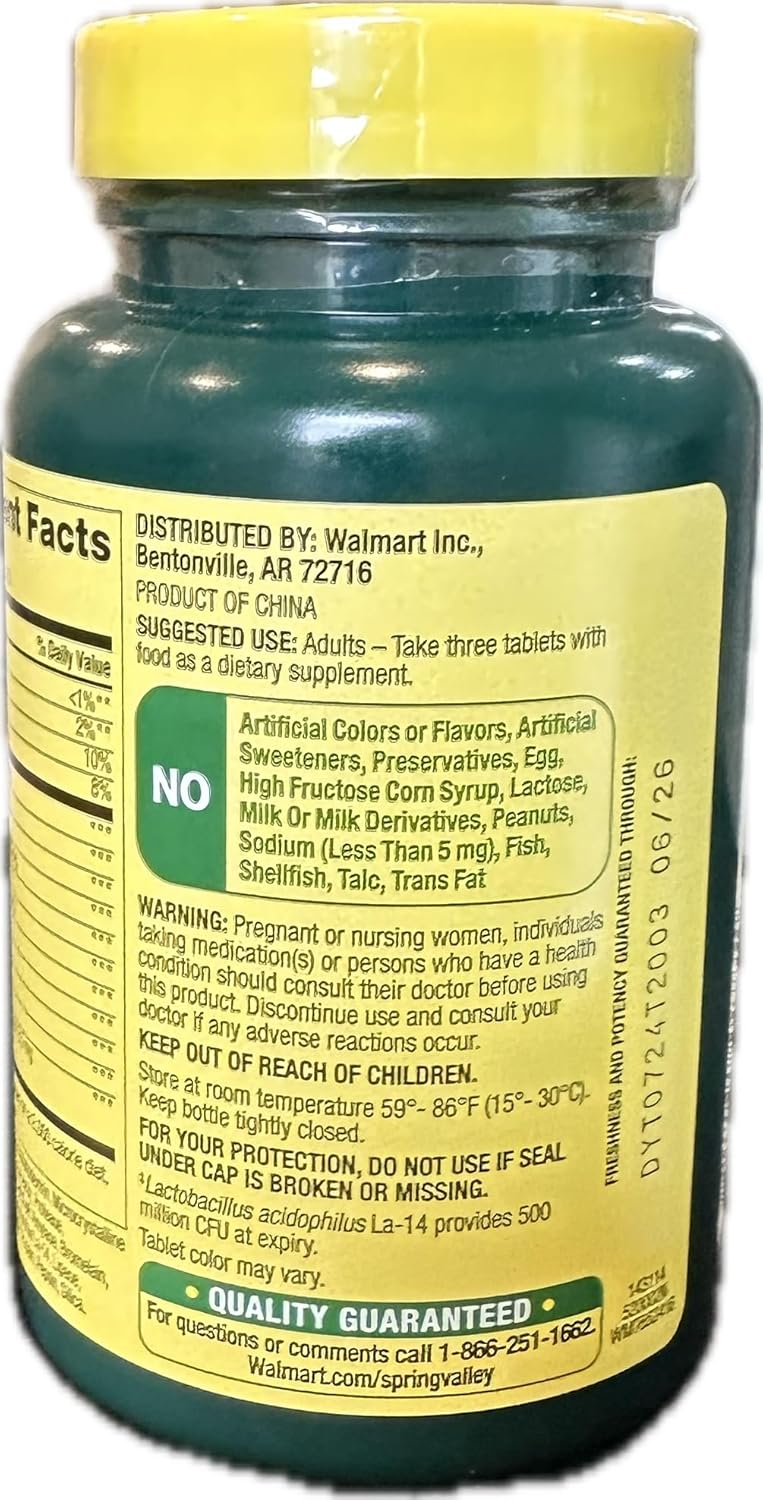 Facts
% Daily Value
<1%**
2%**
10%
8%
***
***
***
***
***
***
***
***
***
***
***
DISTRIBUTED BY: Walmart Inc.,
Bentonville, AR 72716
PRODUCT OF CHINA
SUGGESTED USE: Adults – Take three tablets with
food as a dietary supplement.
NO
Artificial Colors or Flavors, Artificial
Sweeteners, Preservatives, Egg,
High Fructose Corn Syrup, Lactose,
Milk Or Milk Derivatives, Peanuts,
Sodium (Less Than 5 mg), Fish,
Shellfish, Talc, Trans Fat
WARNING: Pregnant or nursing women, individuals
taking medication(s) or persons who have a health
condition should consult their doctor before using
this product. Discontinue use and consult your
doctor if any adverse reactions occur.
KEEP OUT OF REACH OF CHILDREN.
Store at room temperature 59°- 86°F (15°- 30°C).
Keep bottle tightly closed.
FOR YOUR PROTECTION, DO NOT USE IF SEAL
UNDER CAP IS BROKEN OR MISSING.
‡Lactobacillus acidophilus La-14 provides 500
million CFU at expiry.
Tablet color may vary.
• QUALITY GUARANTEED •
For questions or comments call 1-866-251-1662
Walmart.com/springvalley
FRESHNESS AND POTENCY GUARANTEED THROUGH:
DYT0724T2003 06/26